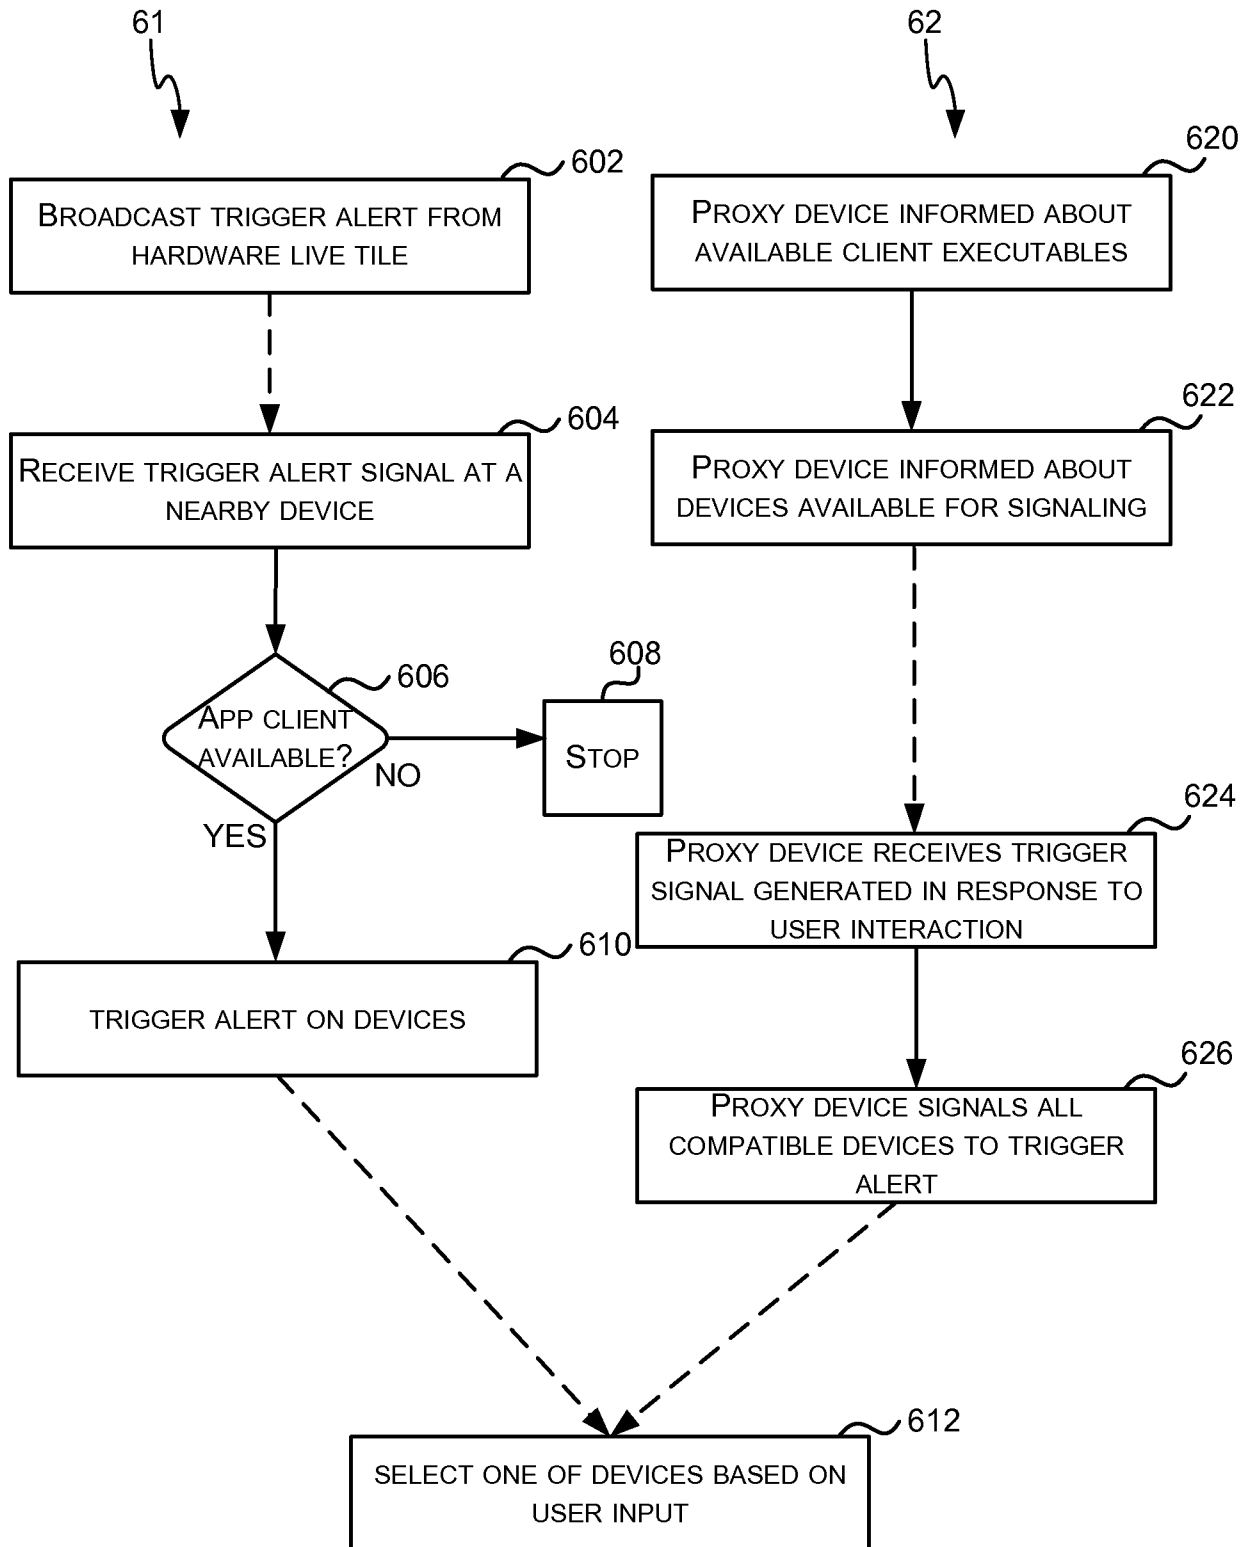 61
602
BROADCAST TRIGGER ALERT FROM
HARDWARE LIVE TILE
604
RECEIVE TRIGGER ALERT SIGNAL AT A
NEARBY DEVICE
606
APP CLIENT
AVAILABLE?
NO
YES
608
STOP
610
TRIGGER ALERT ON DEVICES
62
620
PROXY DEVICE INFORMED ABOUT
AVAILABLE CLIENT EXECUTABLES
622
PROXY DEVICE INFORMED ABOUT
DEVICES AVAILABLE FOR SIGNALING
624
PROXY DEVICE RECEIVES TRIGGER
SIGNAL GENERATED IN RESPONSE TO
USER INTERACTION
626
PROXY DEVICE SIGNALS ALL
COMPATIBLE DEVICES TO TRIGGER
ALERT
612
SELECT ONE OF DEVICES BASED ON
USER INPUT